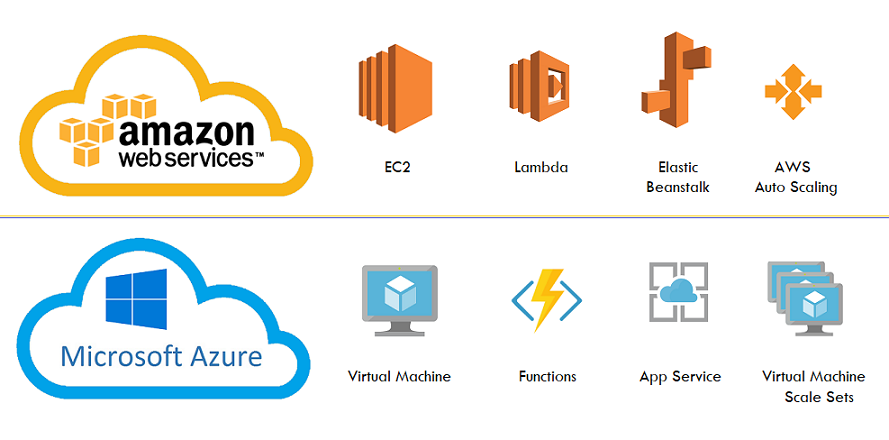 amazon
web services™
EC2
Lambda
Elastic
Beanstalk
AWS
Auto Scaling
Microsoft Azure
Virtual Machine
Functions
App Service
Virtual Machine
Scale Sets